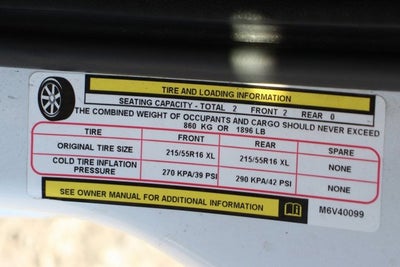 TIRE AND LOADING INFORMATION
SEATING CAPACITY - TOTAL 2 FRONT 2 REAR 0
THE COMBINED WEIGHT OF OCCUPANTS AND CARGO SHOULD NEVER EXCEED
860 KG OR 1896 LB
TIRE FRONT REAR SPARE
ORIGINAL TIRE SIZE 215/55R16 XL 215/55R16 XL NONE
COLD TIRE INFLATION
PRESSURE 270 KPA/39 PSI 290 KPA/42 PSI NONE
SEE OWNER MANUAL FOR ADDITIONAL INFORMATION M6V40099